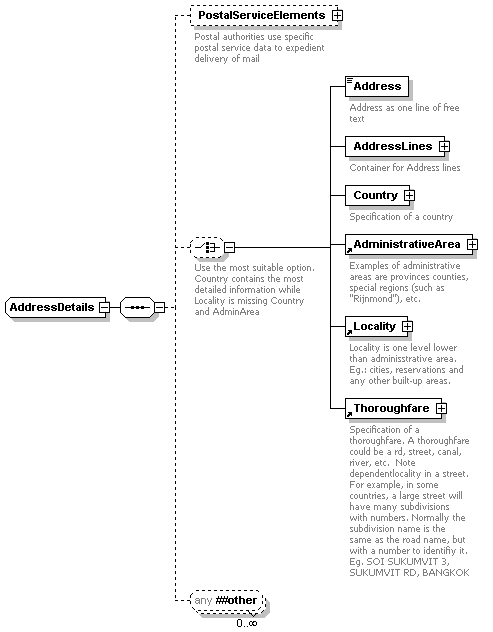 PostalServiceElements
Postal authorities use specific
postal service data to expedient
delivery of mail
Address
Address as one line of free
text
AddressLines
Container for Address lines
Country
Specification of a country
AdministrativeArea
Examples of administrative
areas are provinces counties,
special regions (such as
"Rijnmond"), etc.
Use the most suitable option.
Country contains the most
detailed information while
Locality is missing Country
and AdminArea
AddressDetails
Locality
Locality is one level lower
than adminisstrative area.
Eg.: cities, reservations and
any other built-up areas.
Thoroughfare
Specification of a
thoroughfare. A thoroughfare
could be a rd, street, canal,
river, etc.  Note
dependentlocality in a street.
For example, in some
countries, a large street will
have many subdivisions
with numbers. Normally the
subdivision name is the
same as the road name, but
with a number to identifiy it.
Eg. SOI SUKUMVIT 3,
SUKUMVIT RD, BANGKOK
any ##other
0..∞